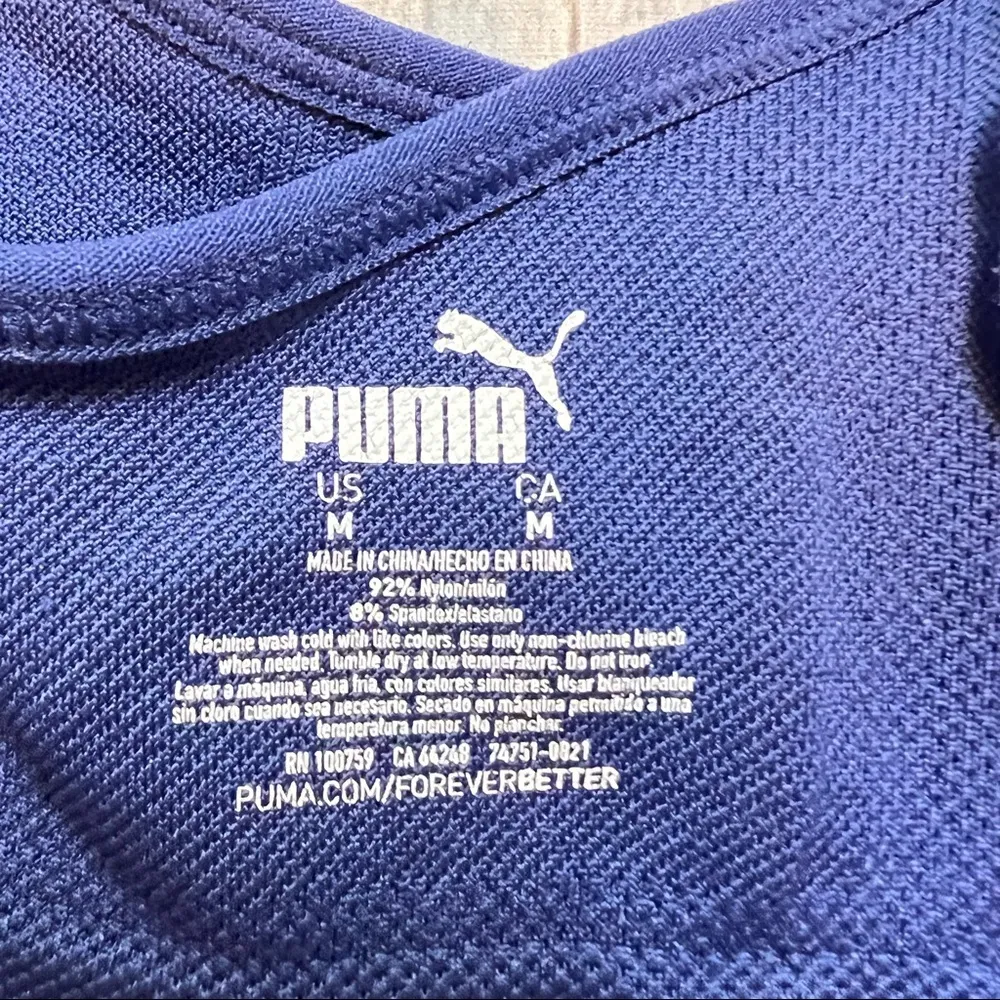 PUMA
US CA
M M
MADE IN CHINA/HECHO EN CHINA
92% Nylon/nilón
8% Spandex/elastano
Machine wash cold with like colors. Use only non-chlorine bleach
when needed. Tumble dry at low temperature. Do not iron.
Lavar a máquina, agua fria, con colores similares. Usar blanqueador
sin cloro cuando sea necesario. Secado en máquina permitido a una
temperatura menor. No planchar.
RN 100759 CA 64248 74751-0821
PUMA.COM/FOREVERBETTER